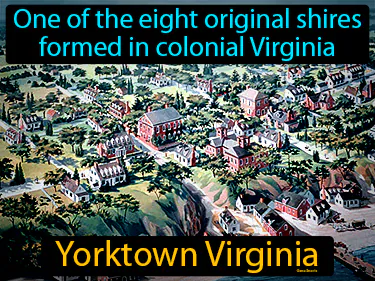 One of the eight original shires
formed in colonial Virginia
Yorktown Virginia